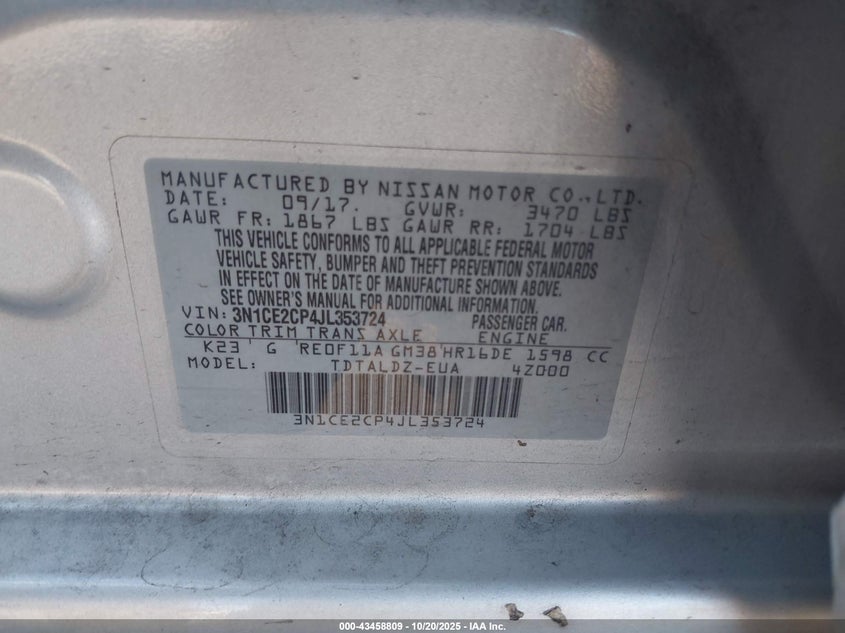 MANUFACTURED BY NISSAN MOTOR CO.,LTD.
DATE: 09/17. GVWR: 3470 LBS
GAWR FR: 1867 LBS GAWR RR: 1704 LBS
THIS VEHICLE CONFORMS TO ALL APPLICABLE FEDERAL MOTOR
VEHICLE SAFETY, BUMPER AND THEFT PREVENTION STANDARDS
IN EFFECT ON THE DATE OF MANUFACTURE SHOWN ABOVE.
SEE OWNER'S MANUAL FOR ADDITIONAL INFORMATION.
VIN: 3N1CE2CP4JL353724 PASSENGER CAR.
COLOR TRIM TRANS AXLE ENGINE
K23' G 'RE0F11A GM38'HR16DE 1598 CC
MODEL: TDTALDZ-EUA 4Z000
3N1CE2CP4JL353724
000-43458809 - 10/20/2025 - IAA Inc.